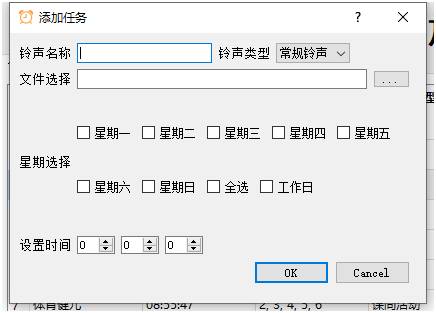 添加任务
铃声名称 铃声类型 常规铃声
文件选择 ...
星期一 星期二 星期三 星期四 星期五
星期选择
星期六 星期日 全选 工作日
设置时间 0 0 0
OK Cancel
7 体育健儿 08:55:47 2, 3, 4, 5, 6 课间活动